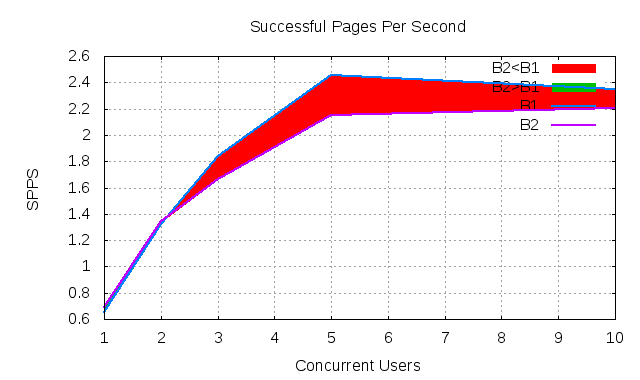 Successful Pages Per Second
2.6
2.4
2.2
2
1.8
1.6
1.4
1.2
1
0.8
0.6
SPPS
B2<B1
B2>B1
B1
B2
1 2 3 4 5 6 7 8 9 10
Concurrent Users